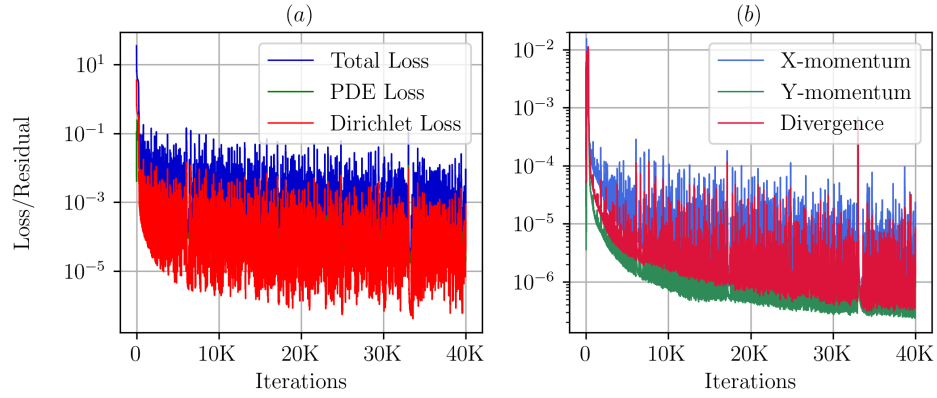 (a)
Loss/Residual
10^1
10^-1
10^-3
10^-5
Total Loss
PDE Loss
Dirichlet Loss
0
10K
20K
30K
40K
Iterations
(b)
10^-2
10^-3
10^-4
10^-5
10^-6
X-momentum
Y-momentum
Divergence
0
10K
20K
30K
40K
Iterations